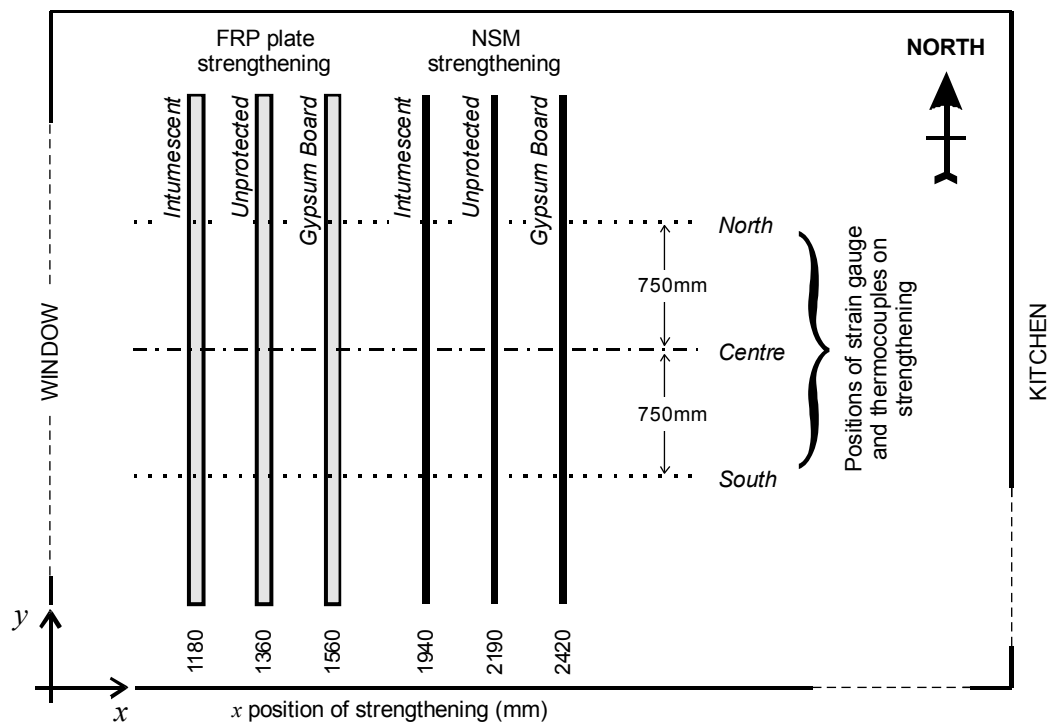 FRP plate
strengthening
NSM
strengthening
NORTH
Intumescent
Unprotected
Gypsum Board
Intumescent
Unprotected
Gypsum Board
North
750mm
Centre
750mm
South
Positions of strain gauge
and thermocouples on
strengthening
WINDOW
KITCHEN
y
1180
1360
1560
1940
2190
2420
x
x position of strengthening (mm)